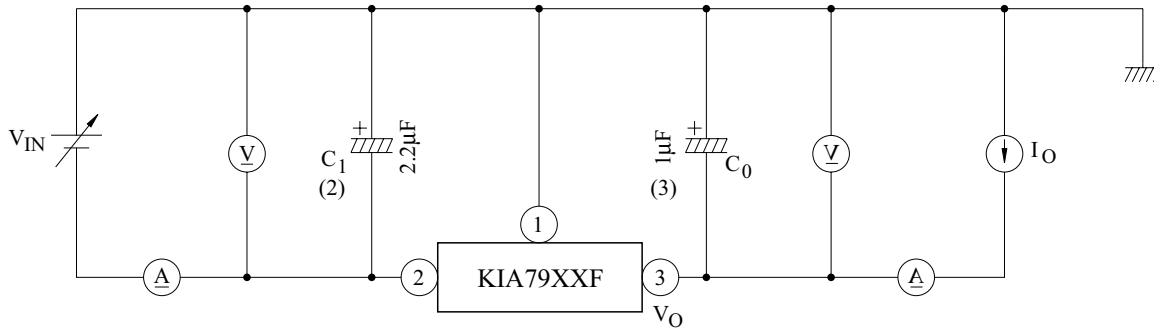 V_IN
V
C_1
(2)
+
2.2μF
1μF
+
(3)
C_0
V
I_O
1
A
2
KIA79XXF
3
A
V_O